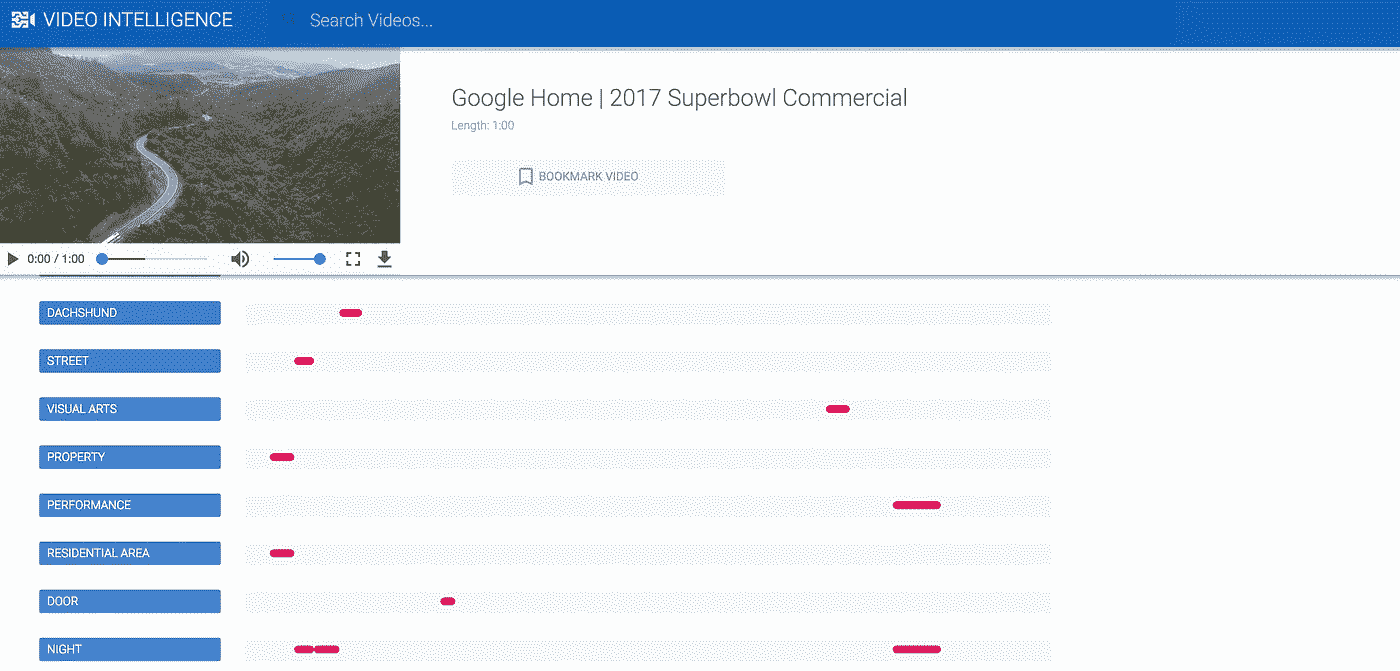 VIDEO INTELLIGENCE
Search Videos...
Google Home | 2017 Superbowl Commercial
Length: 1:00
BOOKMARK VIDEO
0:00 / 1:00
DACHSHUND
STREET
VISUAL ARTS
PROPERTY
PERFORMANCE
RESIDENTIAL AREA
DOOR
NIGHT